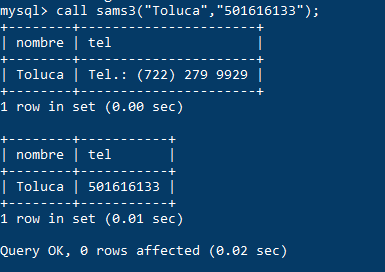 mysql> call sams3("Toluca","501616133");
+--------+-----------------------+
| nombre | tel                   |
+--------+-----------------------+
| Toluca | Tel.: (722) 279 9929 |
+--------+-----------------------+
1 row in set (0.00 sec)
+--------+-----------+
| nombre | tel       |
+--------+-----------+
| Toluca | 501616133 |
+--------+-----------+
1 row in set (0.01 sec)
Query OK, 0 rows affected (0.02 sec)